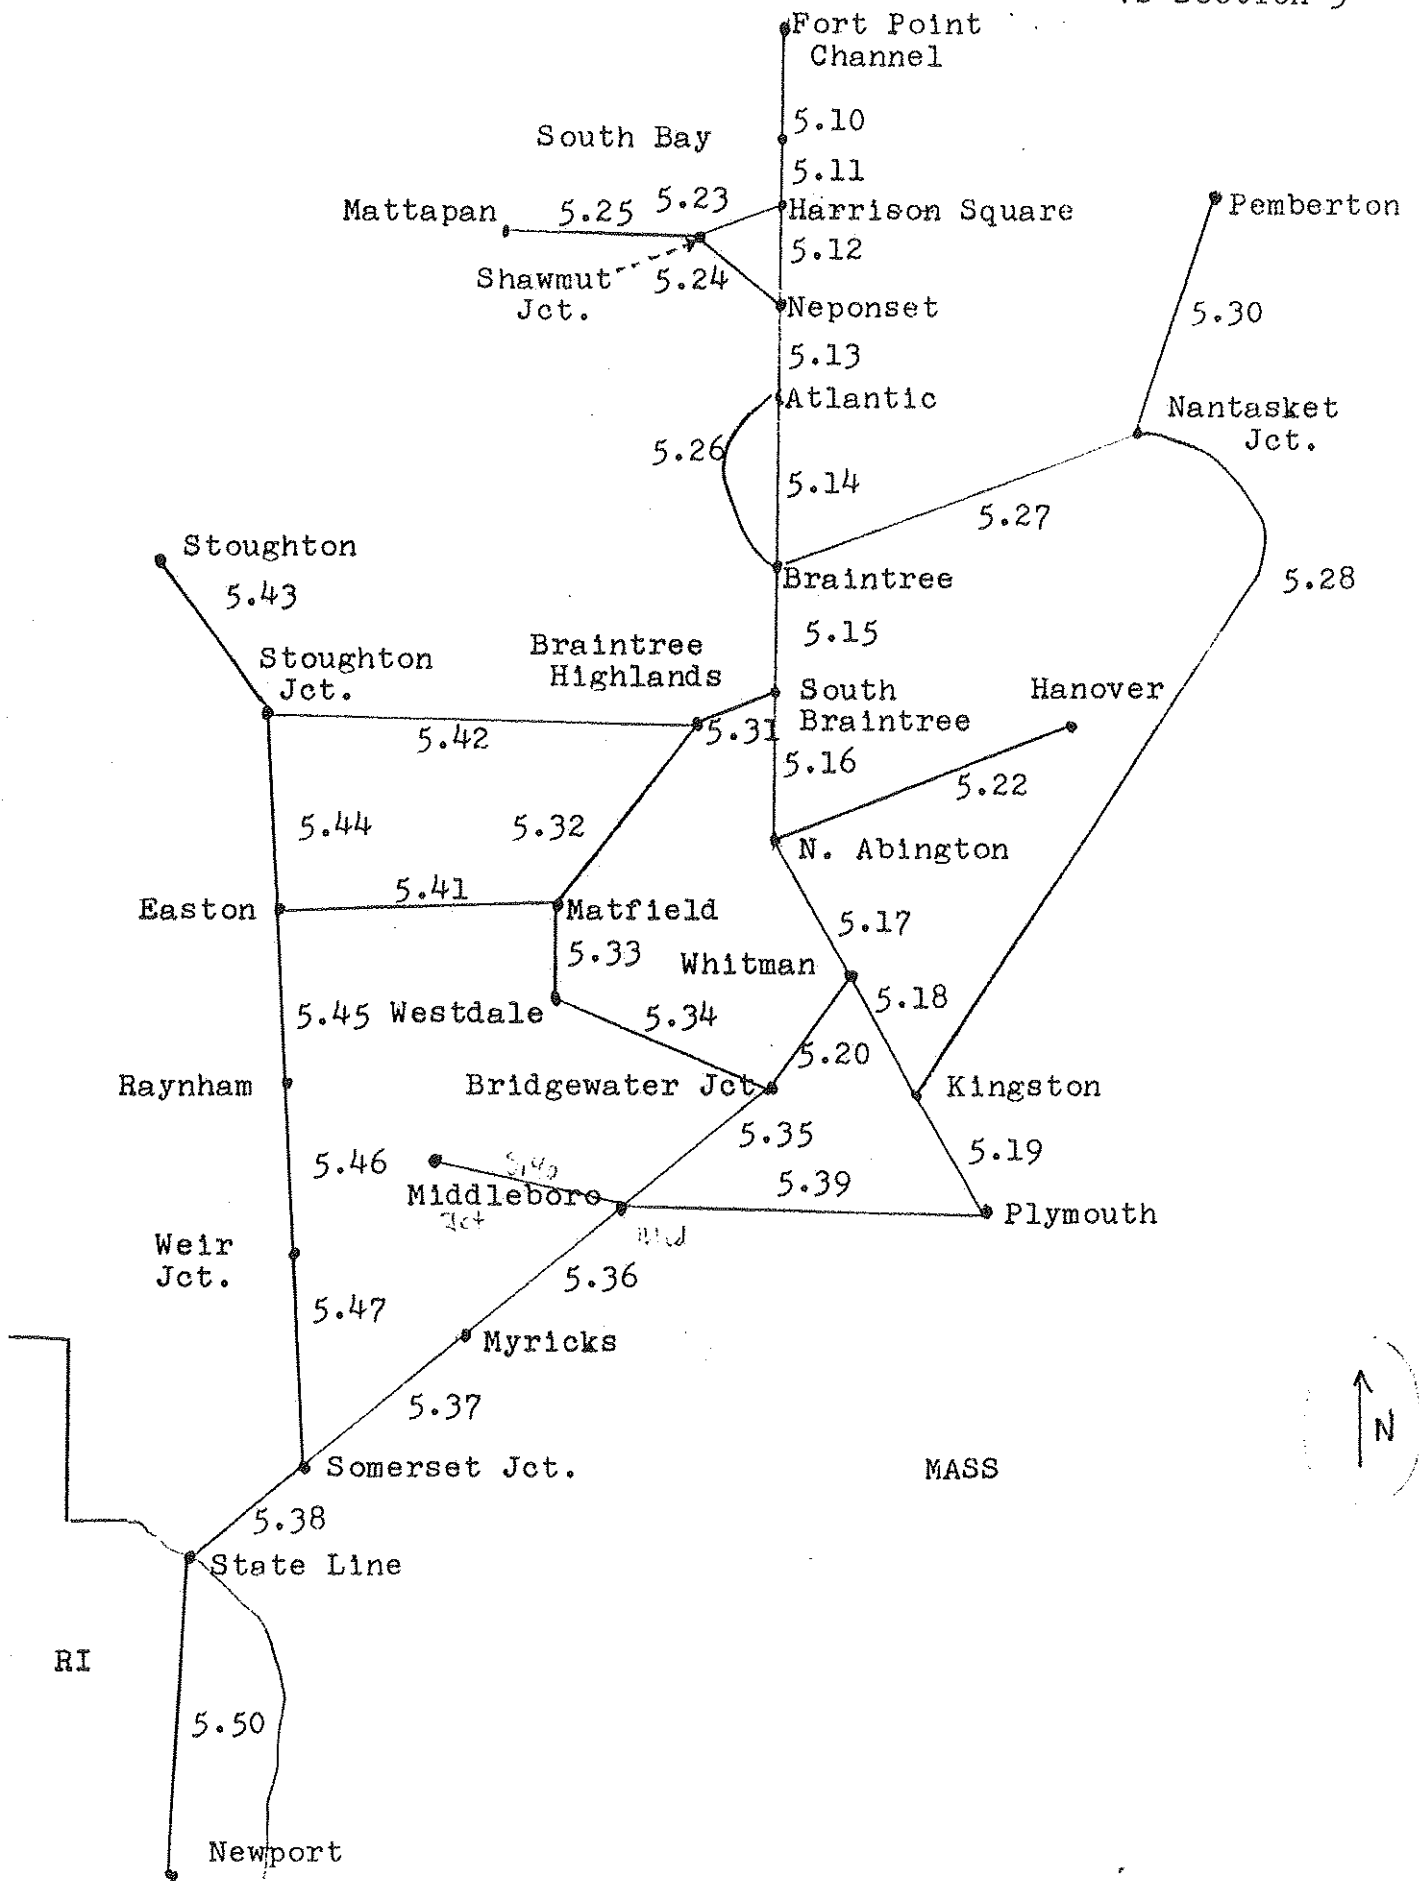 Section 5
Fort Point
Channel
5.10
South Bay
5.11
5.23
Mattapan
5.25
Harrison Square
Pemberton
5.12
Shawmut
Jct.
5.24
Neponset
5.30
5.13
Atlantic
Nantasket
Jct.
5.26
5.14
5.27
Stoughton
Braintree
5.28
5.43
5.15
Braintree
Highlands
Stoughton
Jct.
South
Braintree
Hanover
5.42
5.31
5.16
5.22
5.44
5.32
N. Abington
5.41
Easton
Matfield
5.17
5.33
Whitman
5.18
5.45
Westdale
5.34
5.20
Raynham
Bridgewater Jct
Kingston
5.35
5.19
5.46
5.40
5.39
Middleboro
Jct
Plymouth
Weir
Jct.
5.36
5.47
Myricks
5.37
N
Somerset Jct.
MASS
5.38
State Line
RI
5.50
Newport